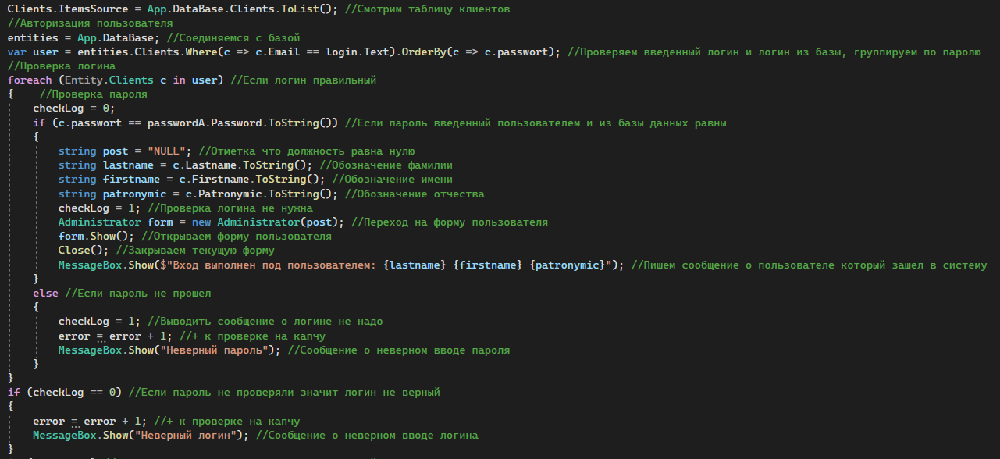 Clients.ItemsSource = App.DataBase.Clients.ToList(); //Смотрим таблицу клиентов
//Авторизация пользователя
entities = App.DataBase; //Соединяемся с базой
var user = entities.Clients.Where(c => c.Email == login.Text).OrderBy(c => c.passwort); //Проверяем введенный логин и логин из базы, группируем по паролю
//Проверка логина
foreach (Entity.Clients c in user) //Если логин правильный
{    //Проверка пароля
    checkLog = 0;
    if (c.passwort == passwordA.Password.ToString()) //Если пароль введенный пользователем и из базы данных равны
    {
        string post = "NULL"; //Отметка что должность равна нулю
        string lastname = c.Lastname.ToString(); //Обозначение фамилии
        string firstname = c.Firstname.ToString(); //Обозначение имени
        string patronymic = c.Patronymic.ToString(); //Обозначение отчества
        checkLog = 1; //Проверка логина не нужна
        Administrator form = new Administrator(post); //Переход на форму пользователя
        form.Show(); //Открываем форму пользователя
        Close(); //Закрываем текущую форму
        MessageBox.Show($"Вход выполнен под пользователем: {lastname} {firstname} {patronymic}"); //Пишем сообщение о пользователе который зашел в систему
    }
    else //Если пароль не прошел
    {
        checkLog = 1; //Выводить сообщение о логине не надо
        error = error + 1; //+ к проверке на капчу
        MessageBox.Show("Неверный пароль"); //Сообщение о неверном вводе пароля
    }
}
if (checkLog == 0) //Если пароль не проверяли значит логин не верный
{
    error = error + 1; //+ к проверке на капчу
    MessageBox.Show("Неверный логин"); //Сообщение о неверном вводе логина
}